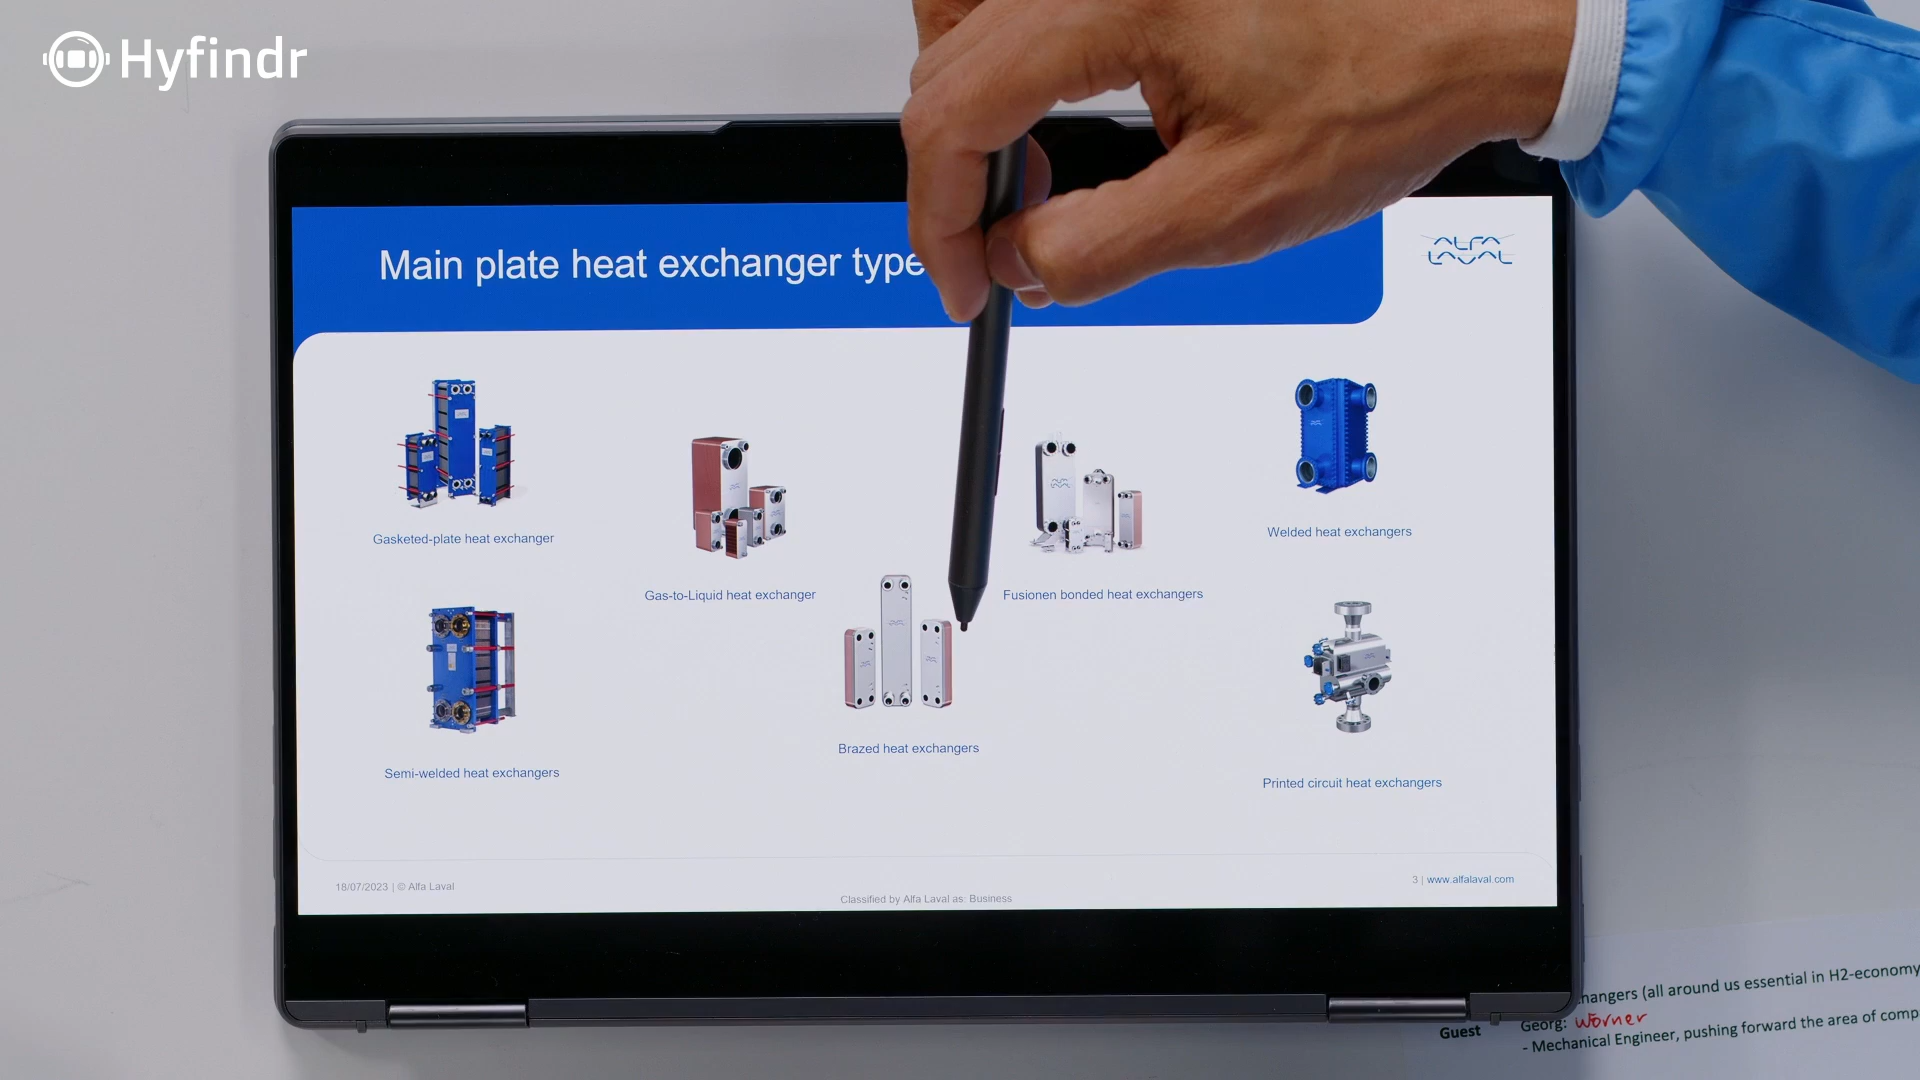 Hyfindr
Main plate heat exchanger type
ALFA
LAVAL
Gasketed-plate heat exchanger
Gas-to-Liquid heat exchanger
Fusionen bonded heat exchangers
Welded heat exchangers
Semi-welded heat exchangers
Brazed heat exchangers
Printed circuit heat exchangers
18/07/2023 | © Alfa Laval
Classified by Alfa Laval as: Business
3 | www.alfalaval.com
hangers (all around us essential in H2-economy
Georg: Wörner
Guest
- Mechanical Engineer, pushing forward the area of comp